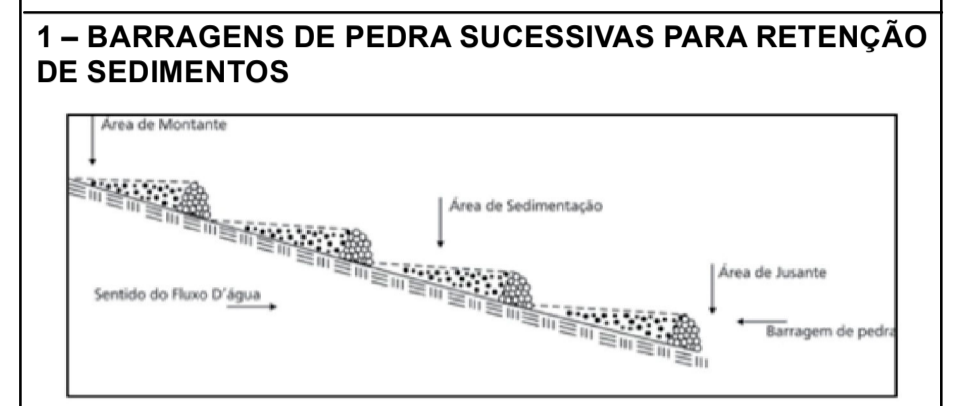 1 – BARRAGENS DE PEDRA SUCESSIVAS PARA RETENÇÃO
DE SEDIMENTOS
Área de Montante
Área de Sedimentação
Área de Jusante
Sentido do Fluxo D'água
Barragem de pedra